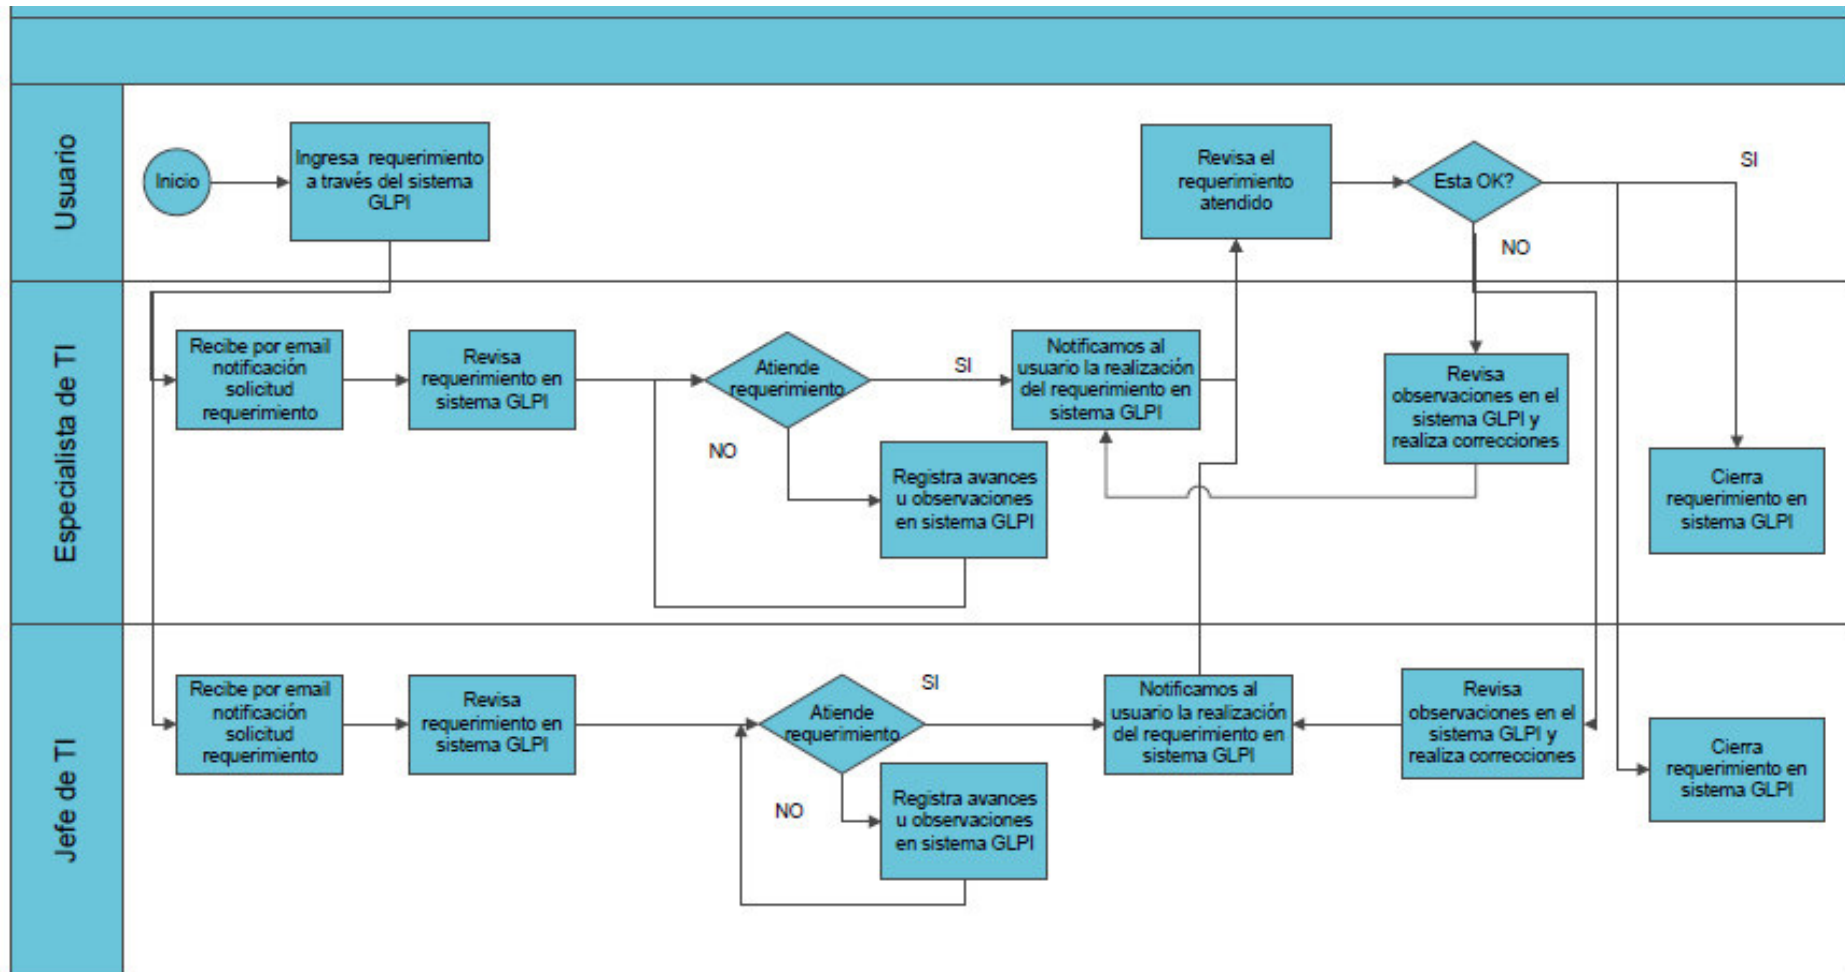 Usuario
Inicio
Ingresa requerimiento
a través del sistema
GLPI
Revisa el
requerimiento
atendido
Esta OK?
SI
NO
Especialista de TI
Recibe por email
notificación
solicitud
requerimiento
Revisa
requerimiento en
sistema GLPI
Atiende
requerimiento
SI
NO
Registra avances
u observaciones
en sistema GLPI
Notificamos al
usuario la realización
del requerimiento en
sistema GLPI
Revisa
observaciones en el
sistema GLPI y
realiza correcciones
Cierra
requerimiento en
sistema GLPI
Jefe de TI
Recibe por email
notificación
solicitud
requerimiento
Revisa
requerimiento en
sistema GLPI
Atiende
requerimiento
SI
NO
Registra avances
u observaciones
en sistema GLPI
Notificamos al
usuario la realización
del requerimiento en
sistema GLPI
Revisa
observaciones en el
sistema GLPI y
realiza correcciones
Cierra
requerimiento en
sistema GLPI